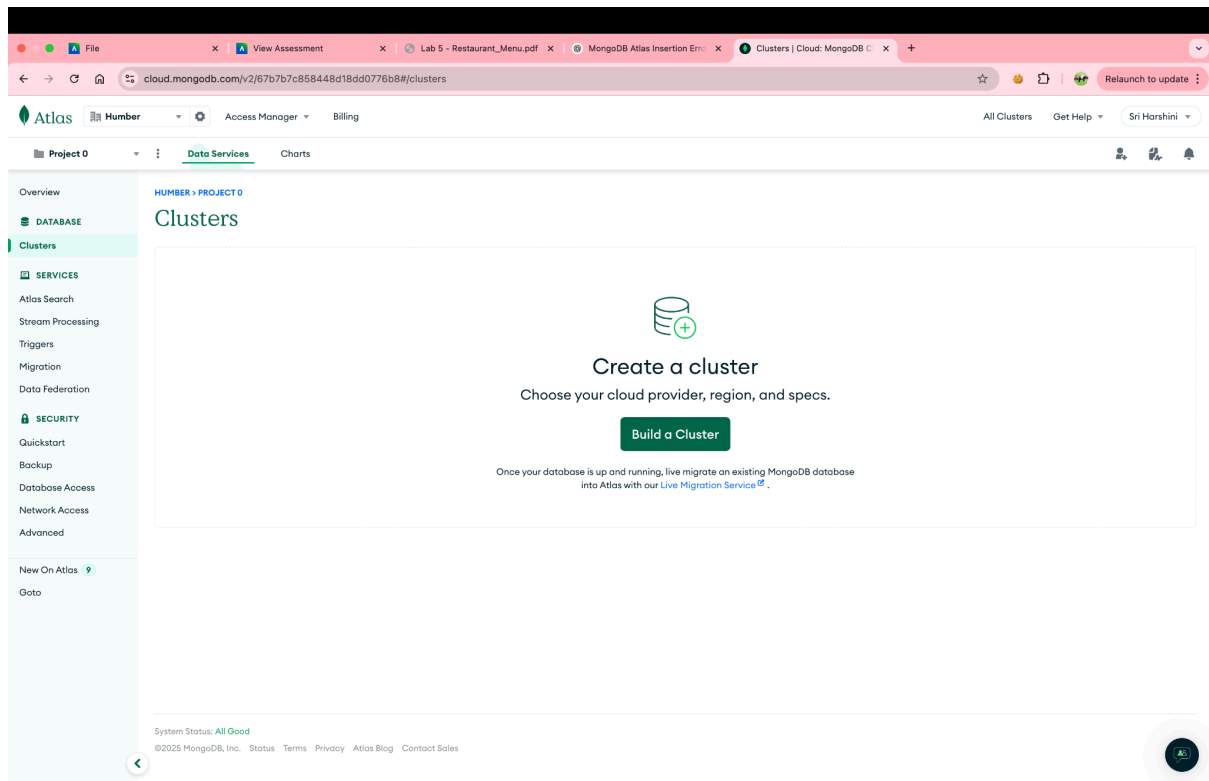 File
View Assessment
Lab 5 - Restaurant_Menu.pdf
MongoDB Atlas Insertion Erro
Clusters | Cloud: MongoDB C
cloud.mongodb.com/v2/67b7b7c858448d18dd0776b8#/clusters
Relaunch to update
Atlas
Humber
Access Manager
Billing
All Clusters
Get Help
Sri Harshini
Project 0
Data Services
Charts
Overview
DATABASE
Clusters
SERVICES
Atlas Search
Stream Processing
Triggers
Migration
Data Federation
SECURITY
Quickstart
Backup
Database Access
Network Access
Advanced
New On Atlas 9
Goto
HUMBER > PROJECT 0
Clusters
Create a cluster
Choose your cloud provider, region, and specs.
Build a Cluster
Once your database is up and running, live migrate an existing MongoDB database
into Atlas with our Live Migration Service .
System Status: All Good
©2025 MongoDB, Inc. Status Terms Privacy Atlas Blog Contact Sales